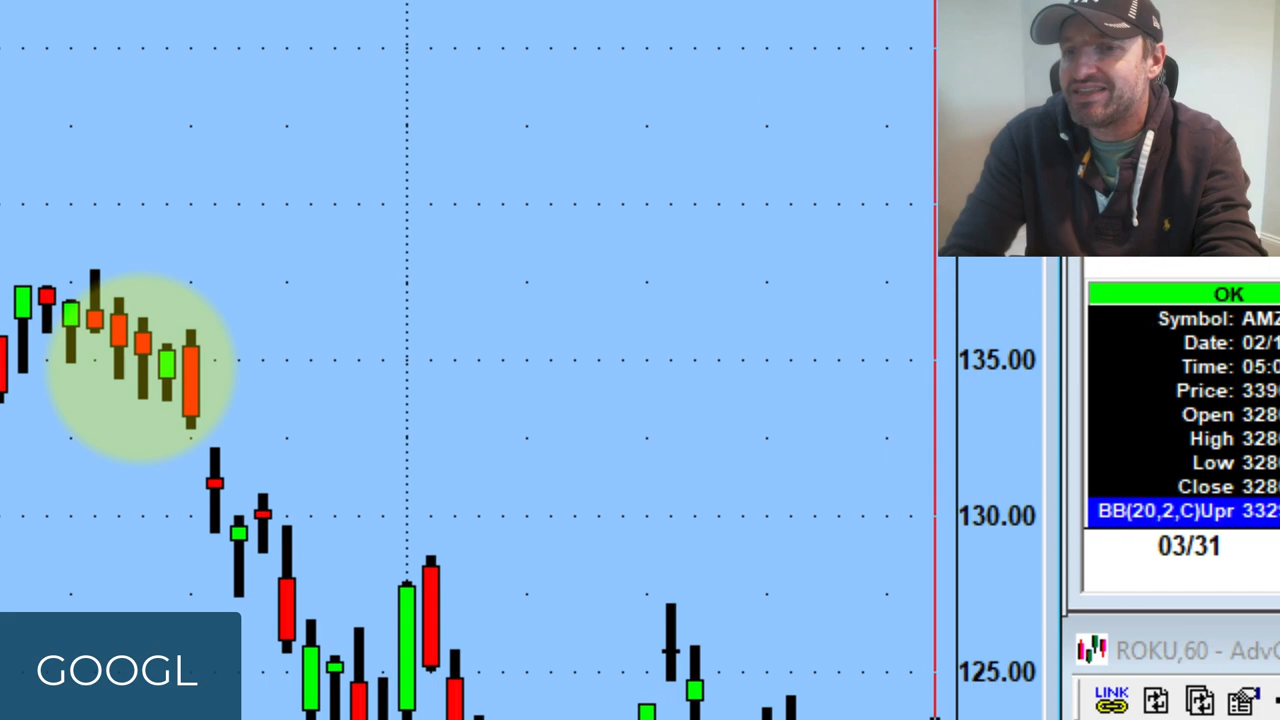 135.00
130.00
125.00
OK
Symbol: AMZ
Date: 02/1
Time: 05:0
Price: 339
Open 328
High 328
Low 328
Close 328
BB(20,2,C)Upr 332
03/31
ROKU,60 - Adv
LINK
GOOGL